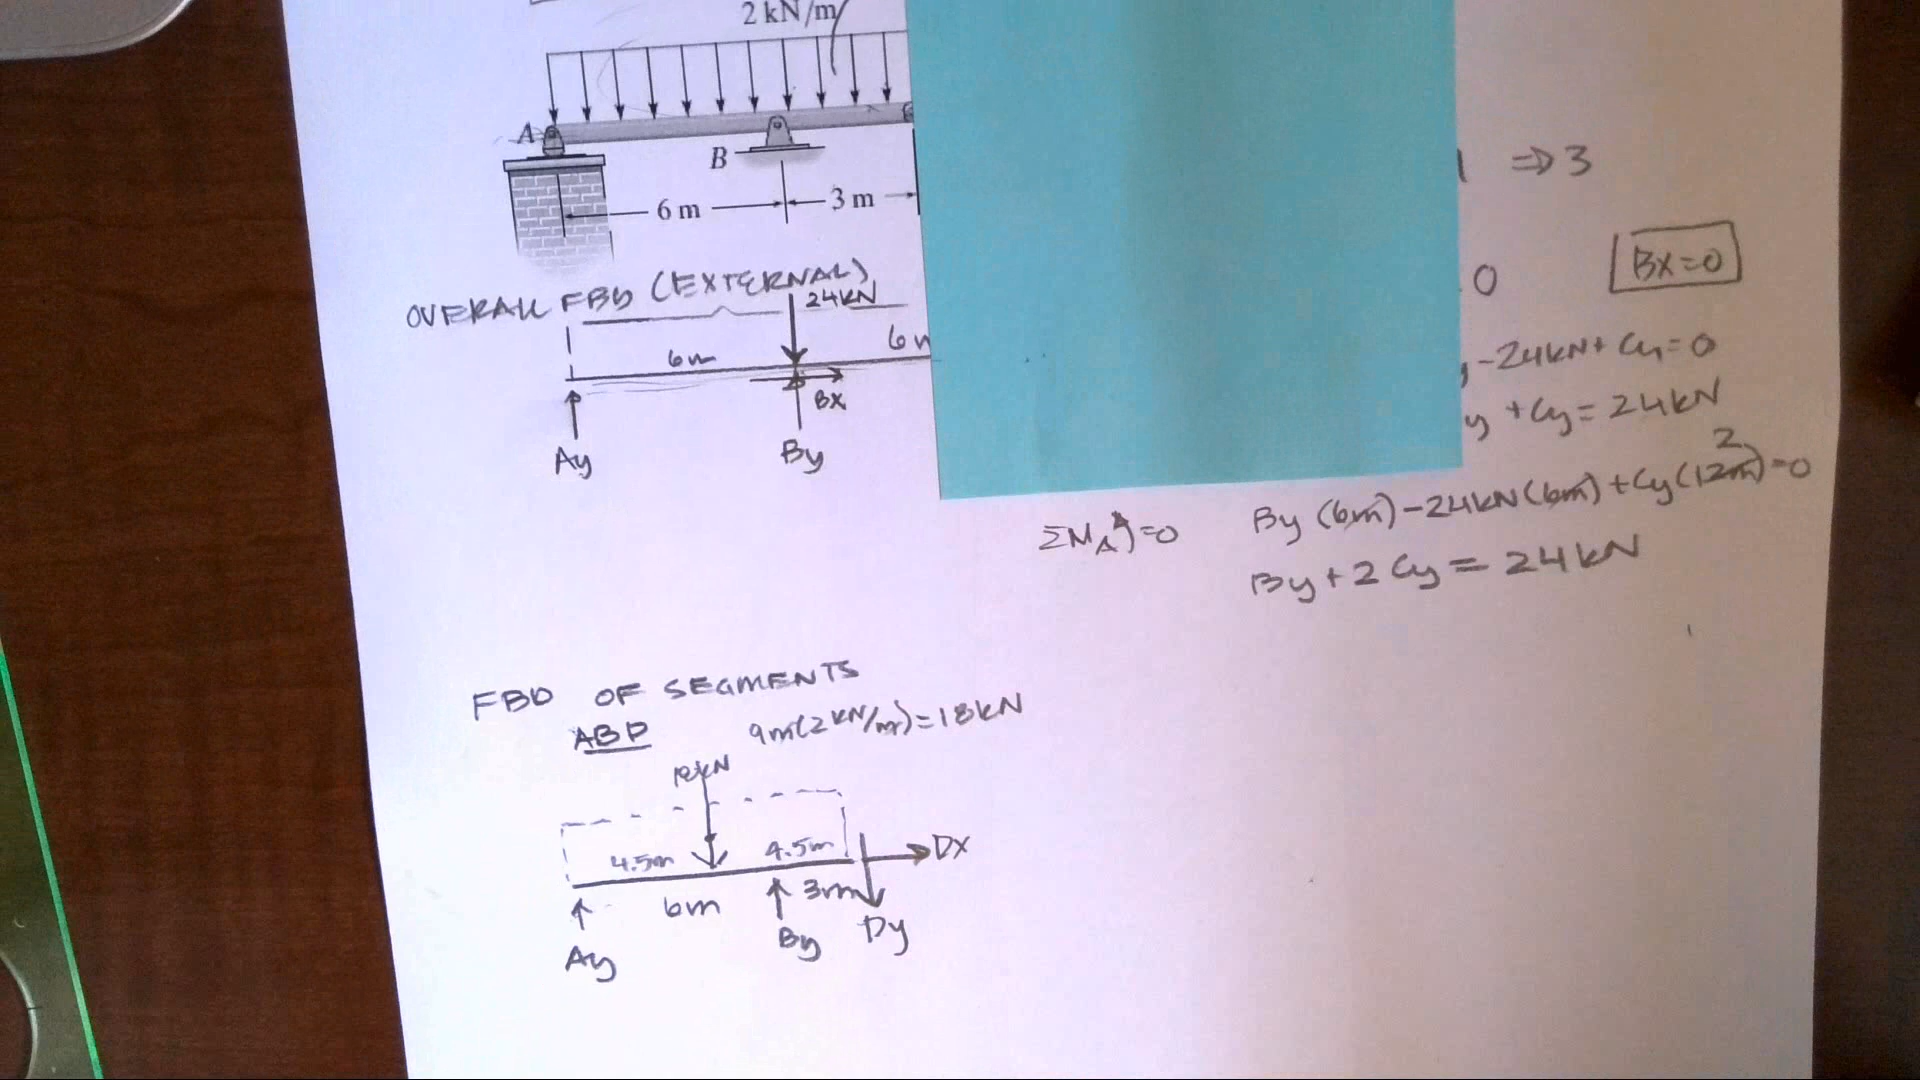 2 kN/m
A
B
6 m
3 m
⇒ 3
OVERALL FBD (EXTERNAL)
24KN
6m
6m
BX
Ay
By
0
BX=0
-24KN+ Cy=0
y +Cy= 24KN
ΣMA=0 By (6m) -24KN(6m) +Cy(12m)=0
2
By+2Cy= 24KN
FBD OF SEGMENTS
ABD 9m(2KN/m)=18KN
18KN
4.5m 4.5m DX
6m 3m
Ay By Dy